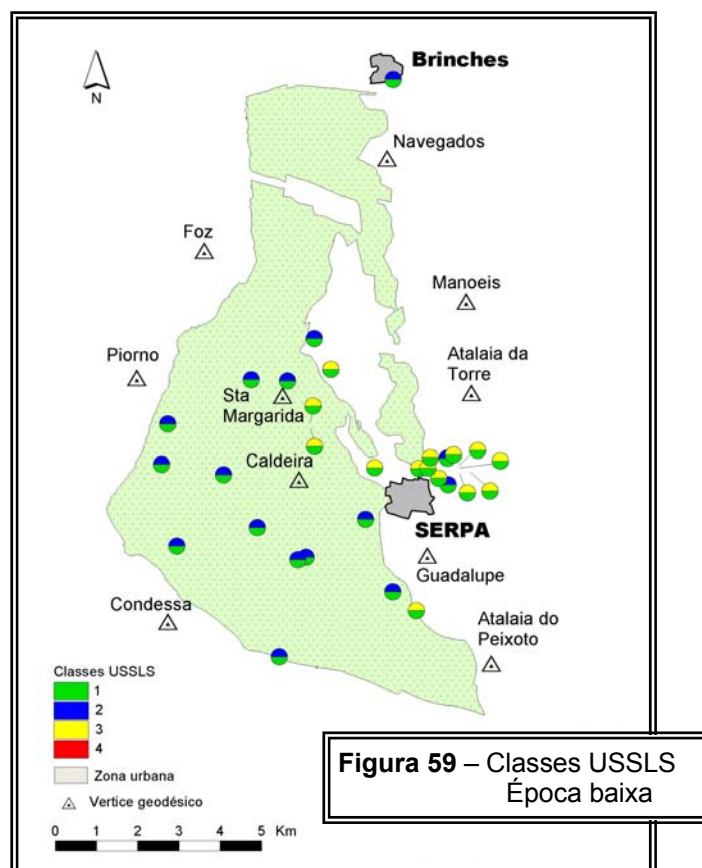 Brinches
N
Navegados
Foz
Manoeis
Piorno
Atalaia da
Torre
Sta
Margarida
Caldeira
SERPA
Guadalupe
Condessa
Atalaia do
Peixoto
Classes USSLS
1
2
3
4
Zona urbana
Vertice geodésico
0 1 2 3 4 5 Km
Figura 59 – Classes USSLS
Época baixa